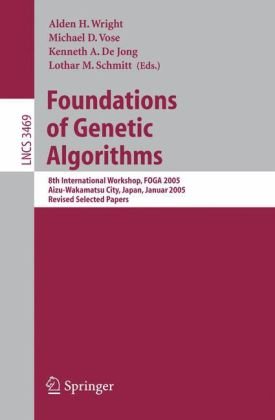 Alden H. Wright
Michael D. Vose
Kenneth A. De Jong
Lothar M. Schmitt (Eds.)
LNCS 3469
Foundations
of Genetic
Algorithms
8th International Workshop, FOGA 2005
Aizu-Wakamatsu City, Japan, Januar 2005
Revised Selected Papers
Springer